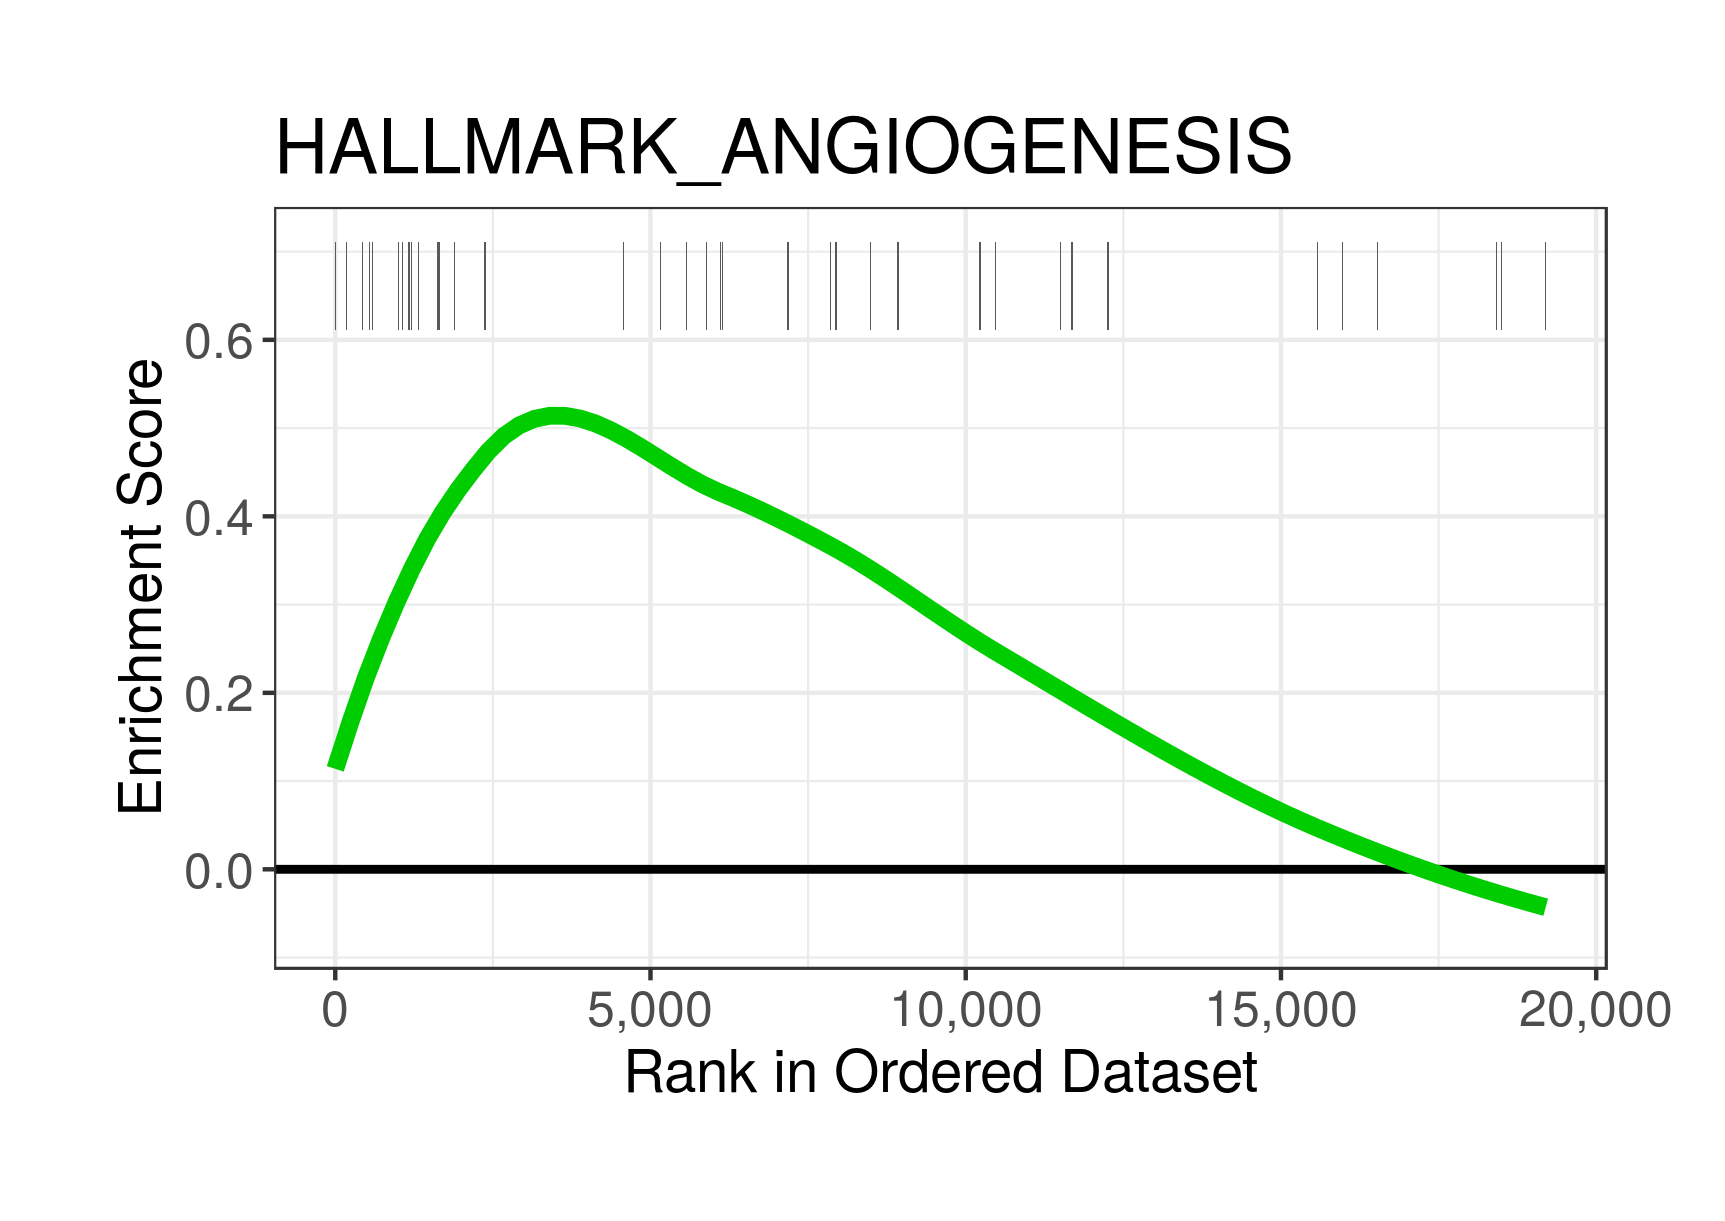 HALLMARK_ANGIOGENESIS
0.6
0.4
0.2
0.0
Enrichment Score
0 5,000 10,000 15,000 20,000
Rank in Ordered Dataset